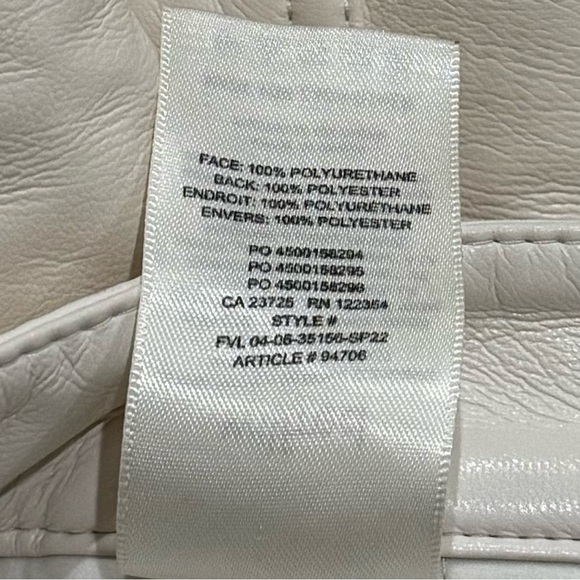 FACE: 100% POLYURETHANE
BACK: 100% POLYESTER
ENDROIT: 100% POLYURETHANE
ENVERS: 100% POLYESTER
PO 4500158294
PO 4500158295
PO 4500158296
CA 23725 RN 122354
STYLE #
FVL 04-06-35156-SP22
ARTICLE # 94706